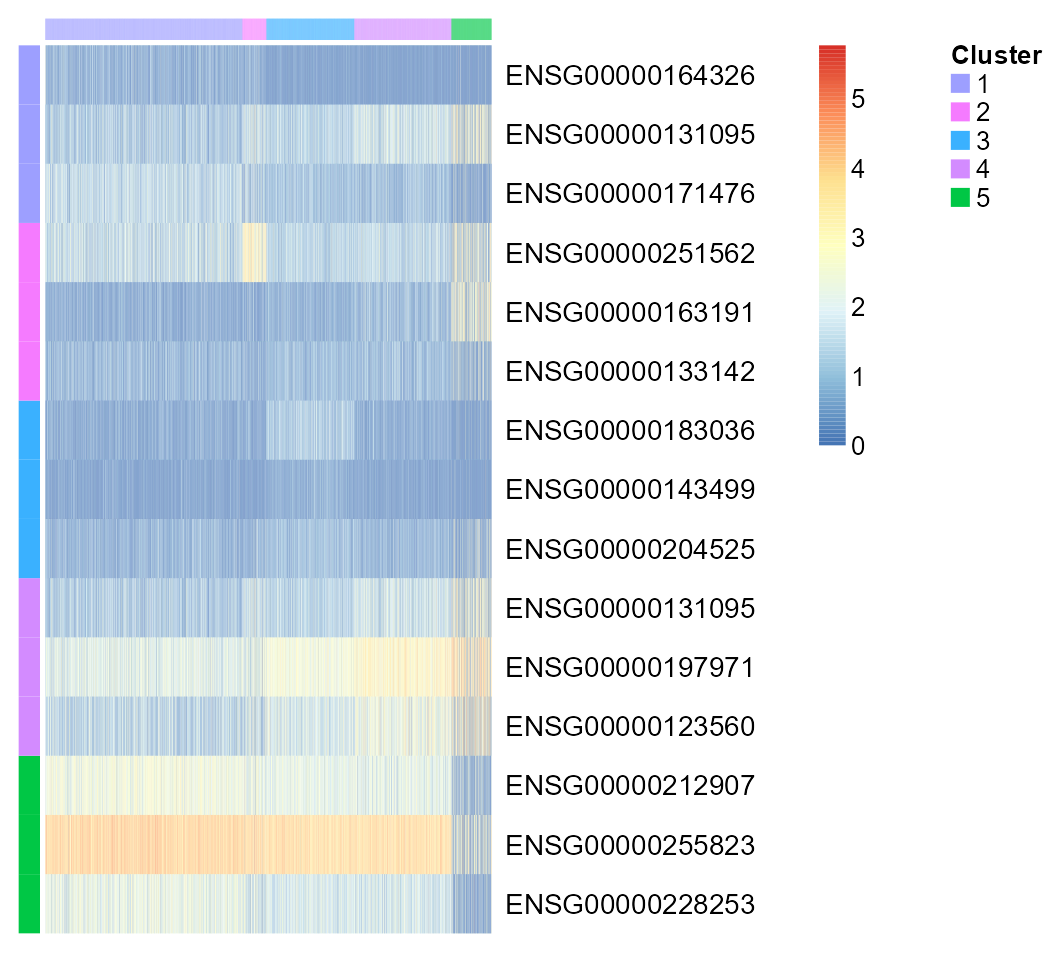 ENSG00000164326
ENSG00000131095
ENSG00000171476
ENSG00000251562
ENSG00000163191
ENSG00000133142
ENSG00000183036
ENSG00000143499
ENSG00000204525
ENSG00000131095
ENSG00000197971
ENSG00000123560
ENSG00000212907
ENSG00000255823
ENSG00000228253
5
4
3
2
1
0
Cluster
1
2
3
4
5